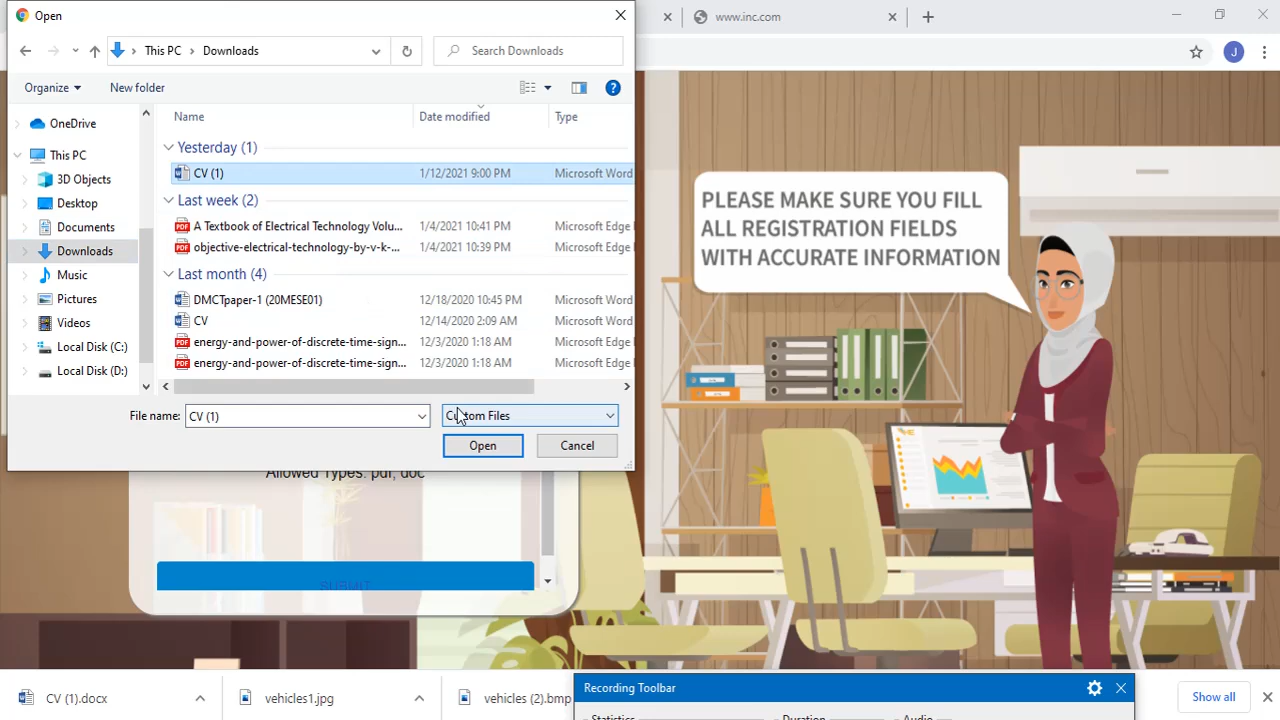 Open
www.inc.com
This PC
Downloads
Search Downloads
J
Organize
New folder
Name
Date modified
Type
OneDrive
This PC
3D Objects
Desktop
Documents
Downloads
Music
Pictures
Videos
Local Disk (C:)
Local Disk (D:)
Yesterday (1)
CV (1)
1/12/2021 9:00 PM
Microsoft Word
Last week (2)
A Textbook of Electrical Technology Volu...
1/4/2021 10:41 PM
Microsoft Edge
objective-electrical-technology-by-v-k-...
1/4/2021 10:39 PM
Microsoft Edge
Last month (4)
DMCTpaper-1 (20MESE01)
12/18/2020 10:45 PM
Microsoft Word
CV
12/14/2020 2:09 AM
Microsoft Word
energy-and-power-of-discrete-time-sign...
12/3/2020 1:18 AM
Microsoft Edge
energy-and-power-of-discrete-time-sign...
12/3/2020 1:18 AM
Microsoft Edge
File name:
CV (1)
Custom Files
Open
Cancel
PLEASE MAKE SURE YOU FILL
ALL REGISTRATION FIELDS
WITH ACCURATE INFORMATION
Allowed Types: pdf, doc
SUBMIT
CV (1).docx
vehicles1.jpg
vehicles (2).bmp
Recording Toolbar
Statistics
Duration
Audio
Show all